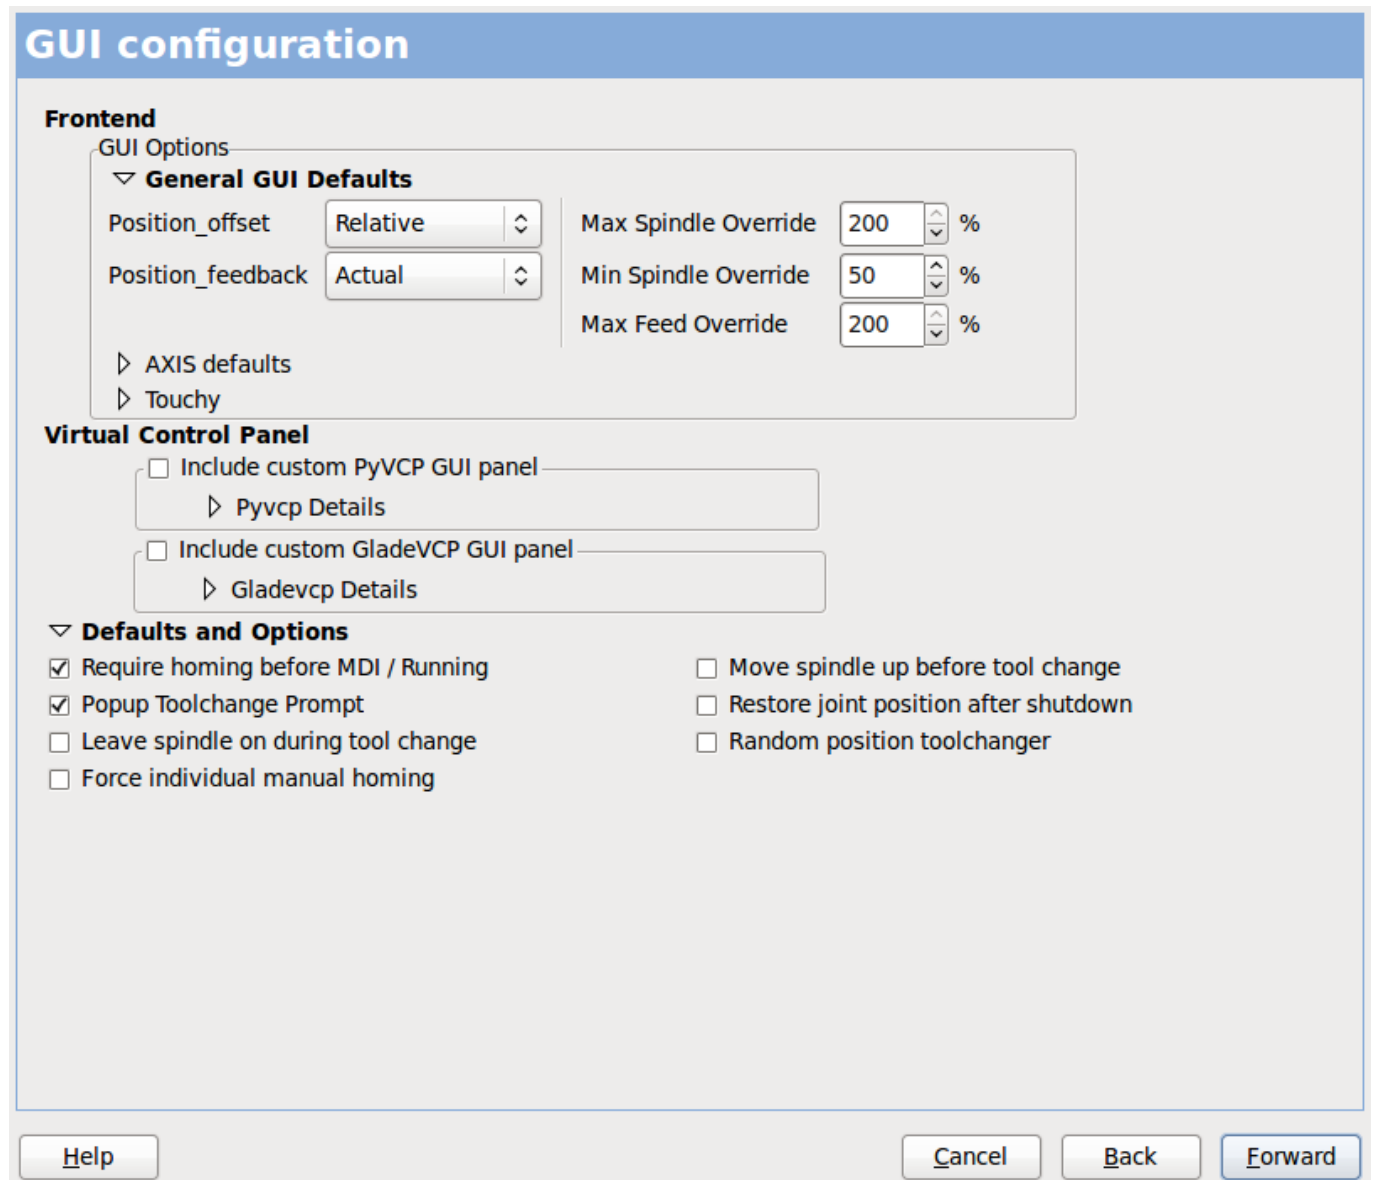 GUI configuration
Frontend
GUI Options
General GUI Defaults
Position_offset Relative Max Spindle Override 200 %
Position_feedback Actual Min Spindle Override 50 %
Max Feed Override 200 %
AXIS defaults
Touchy
Virtual Control Panel
Include custom PyVCP GUI panel
Pyvcp Details
Include custom GladeVCP GUI panel
Gladevcp Details
Defaults and Options
Require homing before MDI / Running Move spindle up before tool change
Popup Toolchange Prompt Restore joint position after shutdown
Leave spindle on during tool change Random position toolchanger
Force individual manual homing
Help Cancel Back Forward